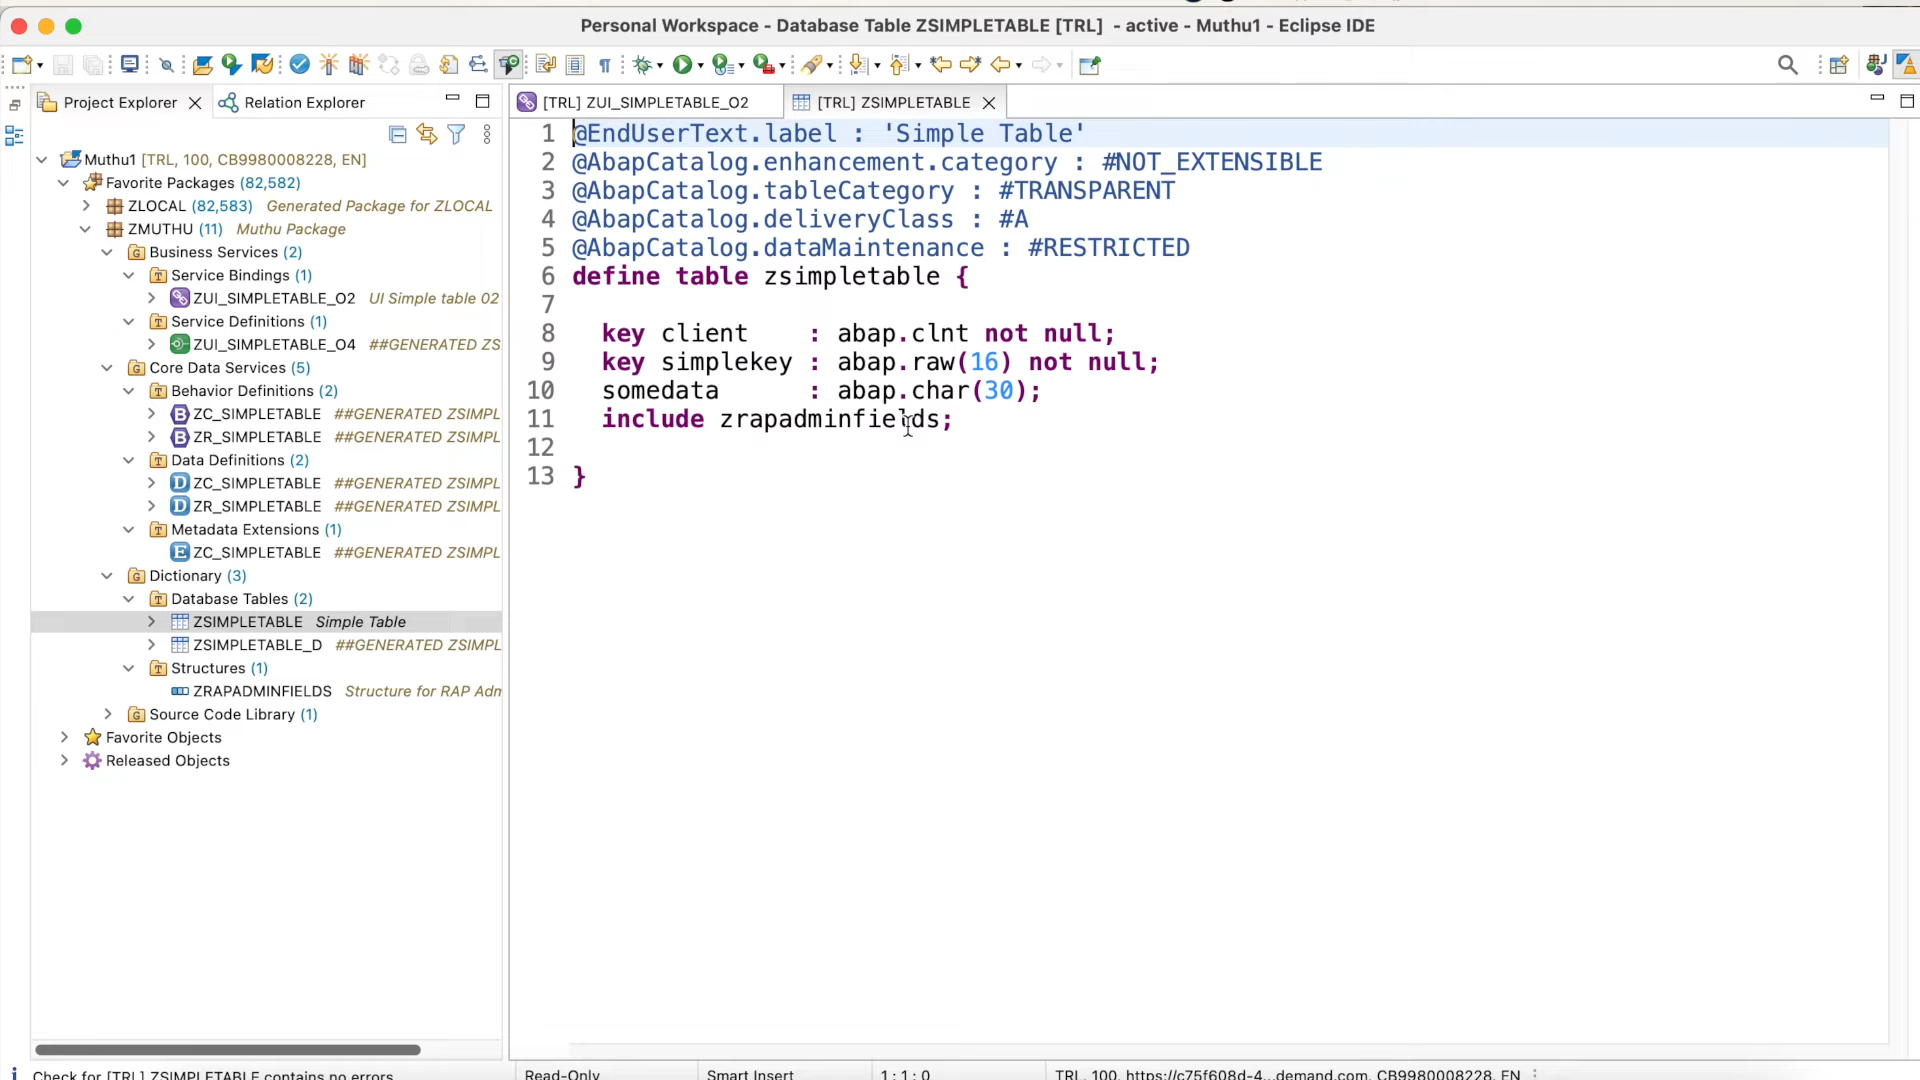 Personal Workspace - Database Table ZSIMPLETABLE [TRL] - active - Muthu1 - Eclipse IDE
Project Explorer
Relation Explorer
[TRL] ZUI_SIMPLETABLE_O2
[TRL] ZSIMPLETABLE
Muthu1 [TRL, 100, CB9980008228, EN]
Favorite Packages (82,582)
ZLOCAL (82,583) Generated Package for ZLOCAL
ZMUTHU (11) Muthu Package
Business Services (2)
Service Bindings (1)
ZUI_SIMPLETABLE_O2 UI Simple table 02
Service Definitions (1)
ZUI_SIMPLETABLE_O4 ##GENERATED ZS
Core Data Services (5)
Behavior Definitions (2)
ZC_SIMPLETABLE ##GENERATED ZSIMPL
ZR_SIMPLETABLE ##GENERATED ZSIMPL
Data Definitions (2)
ZC_SIMPLETABLE ##GENERATED ZSIMPL
ZR_SIMPLETABLE ##GENERATED ZSIMPL
Metadata Extensions (1)
ZC_SIMPLETABLE ##GENERATED ZSIMPL
Dictionary (3)
Database Tables (2)
ZSIMPLETABLE Simple Table
ZSIMPLETABLE_D ##GENERATED ZSIMPL
Structures (1)
ZRAPADMINFIELDS Structure for RAP Adm
Source Code Library (1)
Favorite Objects
Released Objects
1 @EndUserText.label : 'Simple Table'
2 @AbapCatalog.enhancement.category : #NOT_EXTENSIBLE
3 @AbapCatalog.tableCategory : #TRANSPARENT
4 @AbapCatalog.deliveryClass : #A
5 @AbapCatalog.dataMaintenance : #RESTRICTED
6 define table zsimpletable {
7
8 key client : abap.clnt not null;
9 key simplekey : abap.raw(16) not null;
10 somedata : abap.char(30);
11 include zrapadminfields;
12
13 }
Check for [TRL] ZSIMPLETABLE contains no errors
Read-Only
Smart Insert
1 : 1 : 0
TRL, 100, https://c75f608d-4...demand.com, CB9980008228, EN